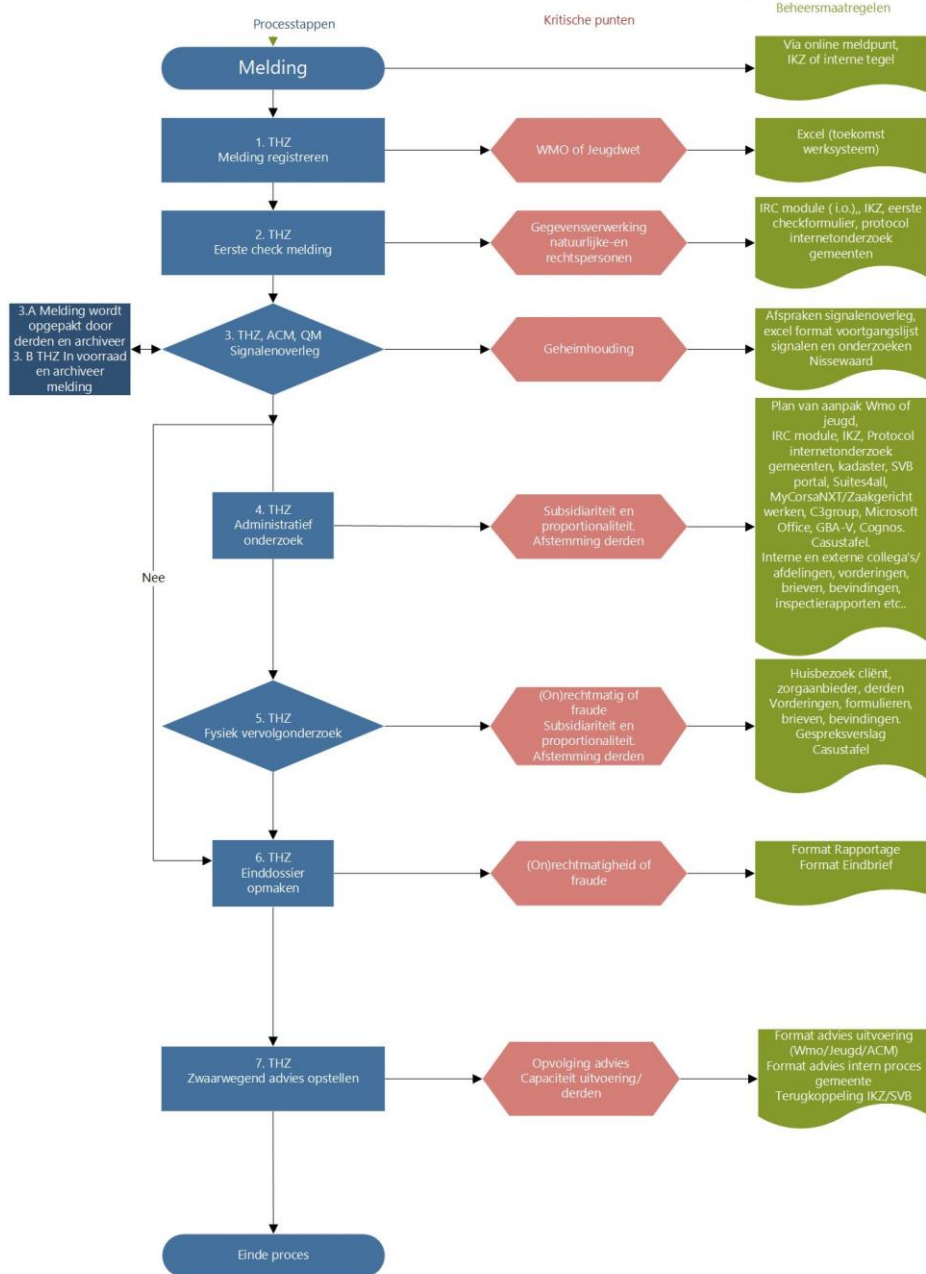 Processtappen
Kritische punten
Beheersmaatregelen
Melding
Via online meldpunt,
IKZ of interne tegel
1. THZ
Melding registreren
WMO of Jeugdwet
Excel (toekomst
werksysteem)
2. THZ
Eerste check melding
Gegevensverwerking
natuurlijke-en
rechtspersonen
IRC module ( i.o.),, IKZ, eerste
checkformulier, protocol
internetonderzoek
gemeenten
3.A Melding wordt
opgepakt door
derden en archiveer
3. B THZ In voorraad
en archiveer
melding
3. THZ, ACM, QM
Signalenoverleg
Geheimhouding
Afspraken signalenoverleg,
excel format voortgangslijst
signalen en onderzoeken
Nissewaard
Nee
4. THZ
Administratief
onderzoek
Subsidiariteit en
proportionaliteit.
Afstemming derden
Plan van aanpak Wmo of
jeugd,
IRC module, IKZ, Protocol
internetonderzoek
gemeenten, kadaster, SVB
portal, Suites4all,
MyCorsaNXT/Zaakgericht
werken, C3group, Microsoft
Office, GBA-V, Cognos.
Casustafel.
Interne en externe collega's/
afdelingen, vorderingen,
brieven, bevindingen,
inspectierapporten etc..
5. THZ
Fysiek vervolgonderzoek
(On)rechtmatig of
fraude
Subsidiariteit en
proportionaliteit.
Afstemming derden
Huisbezoek cliënt,
zorgaanbieder, derden
Vorderingen, formulieren,
brieven, bevindingen.
Gespreksverslag
Casustafel
6. THZ
Einddossier
opmaken
(On)rechtmatigheid of
fraude
Format Rapportage
Format Eindbrief
7. THZ
Zwaarwegend advies opstellen
Opvolging advies
Capaciteit uitvoering/
derden
Format advies uitvoering
(Wmo/Jeugd/ACM)
Format advies intern proces
gemeente
Terugkoppeling IKZ/SVB
Einde proces